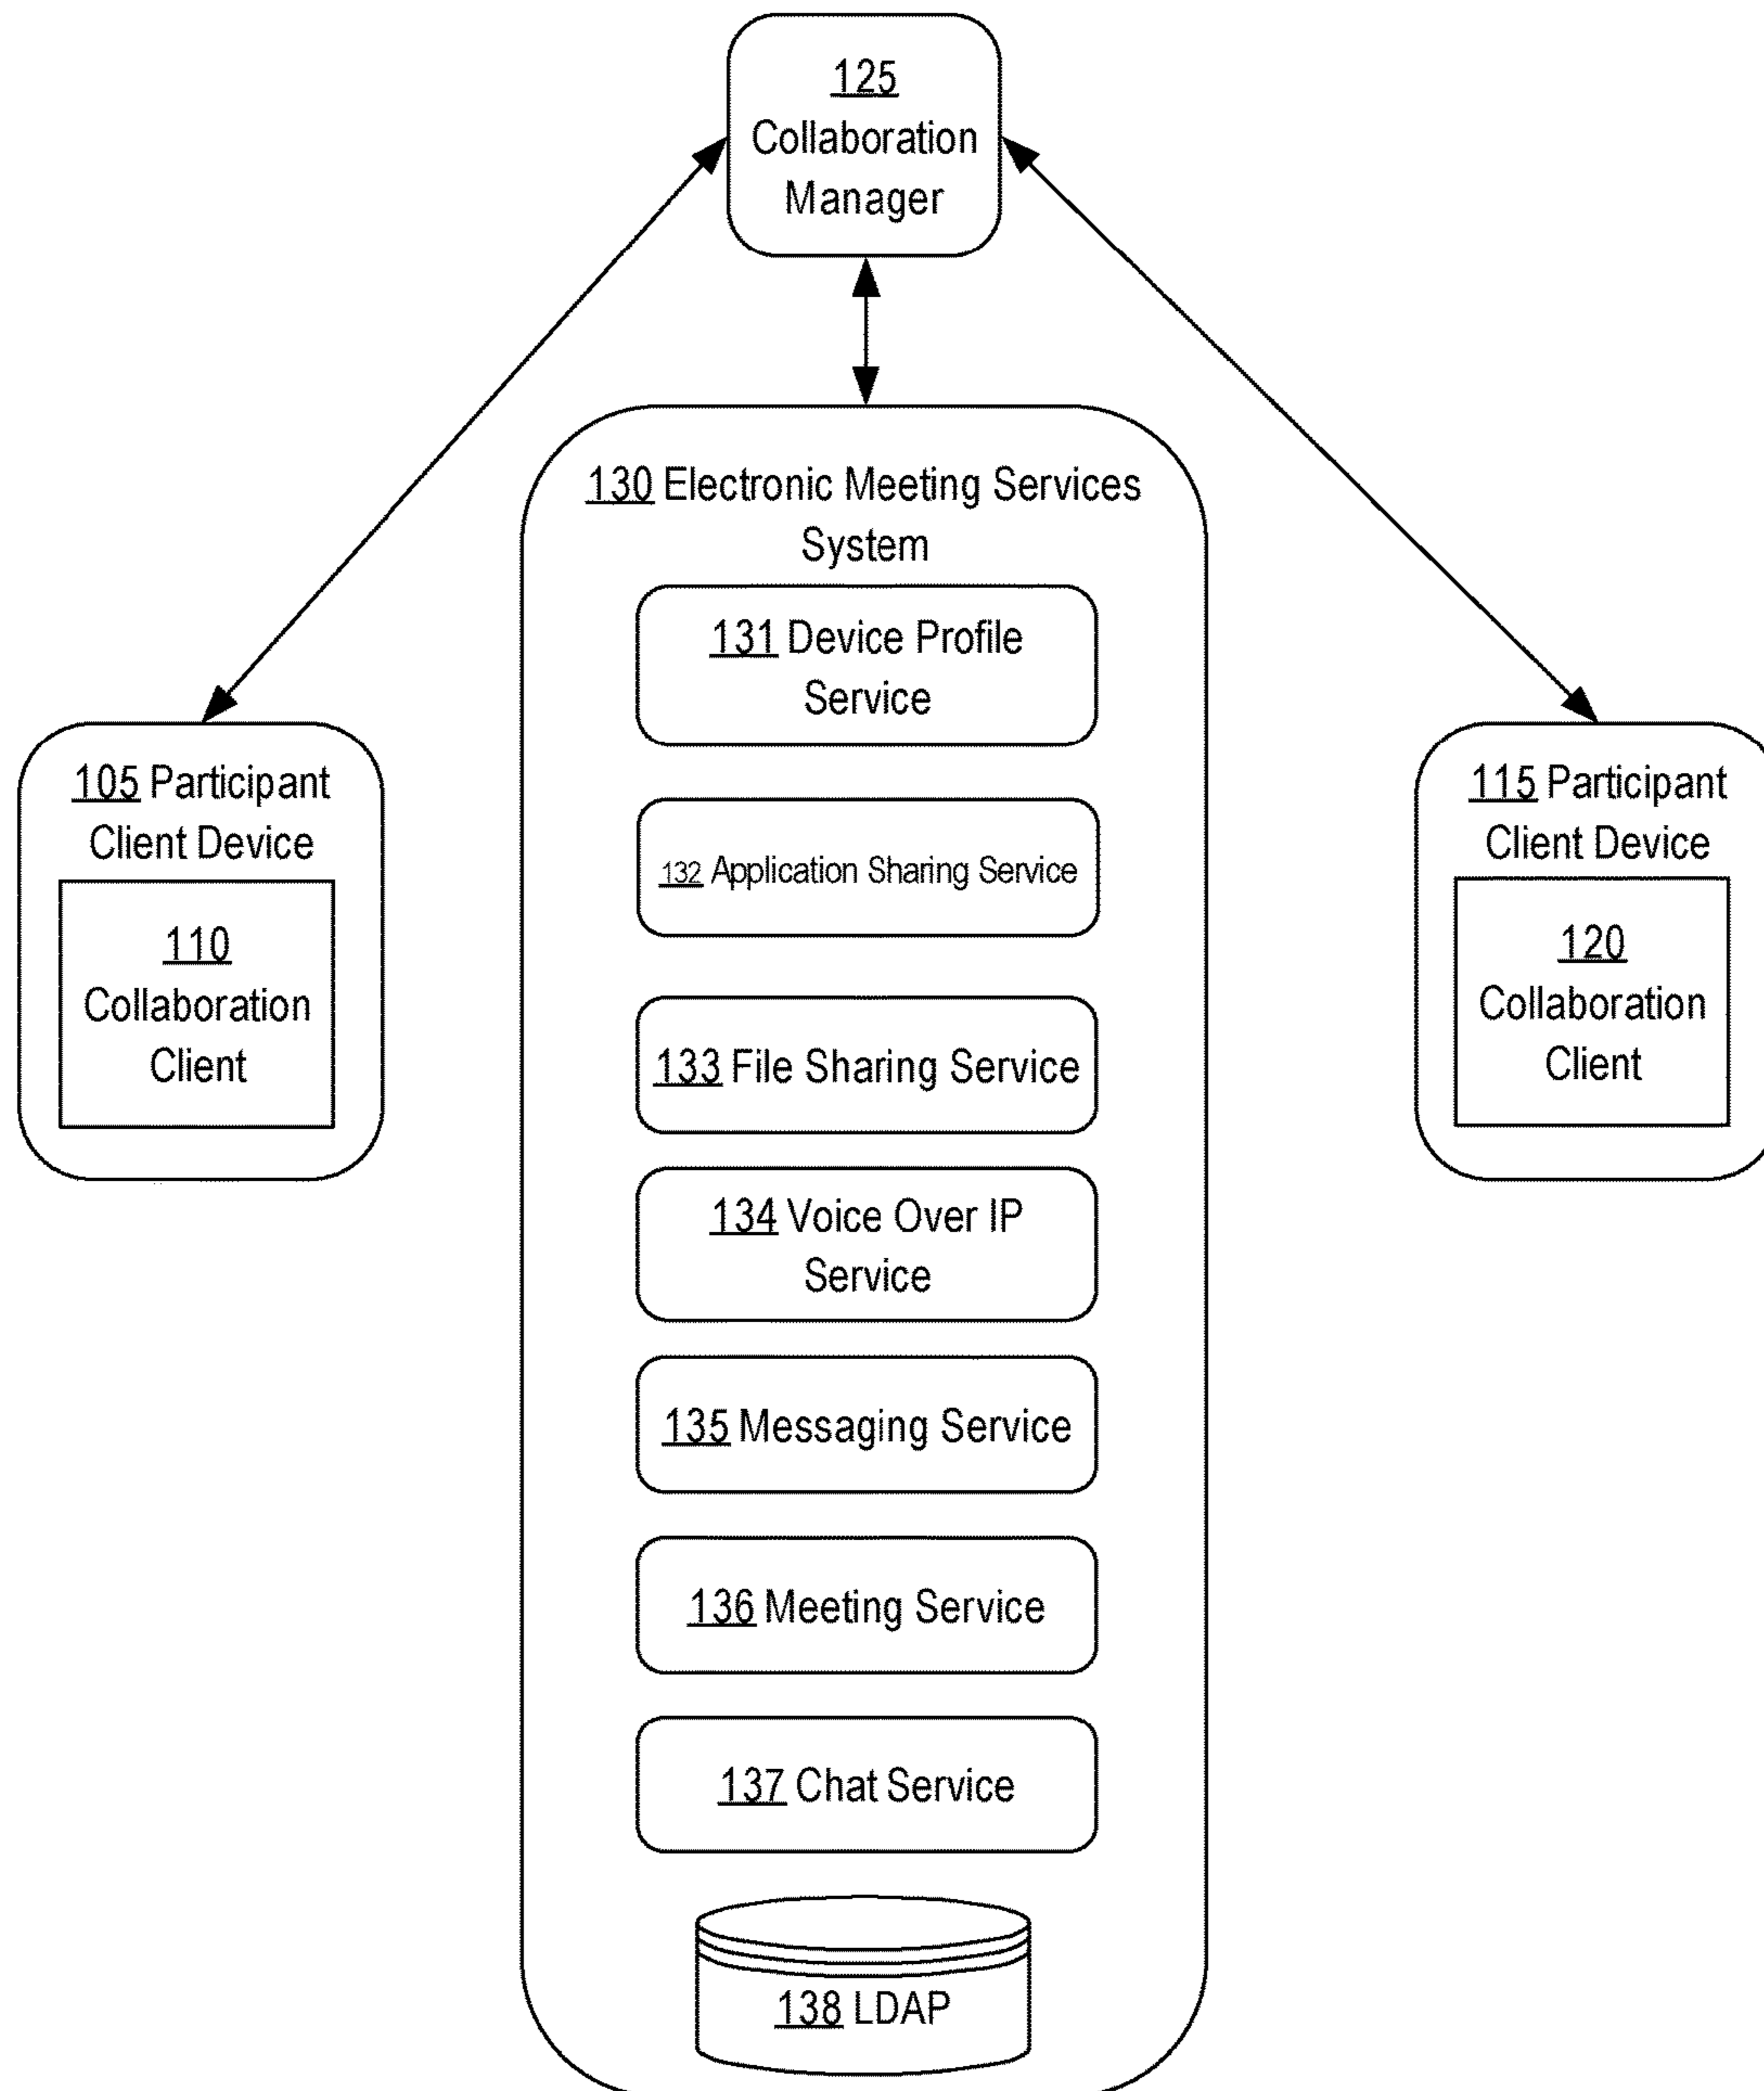 125
Collaboration
Manager
130 Electronic Meeting Services
System
131 Device Profile
Service
105 Participant
Client Device
110
Collaboration
Client
132 Application Sharing Service
115 Participant
Client Device
120
Collaboration
Client
133 File Sharing Service
134 Voice Over IP
Service
135 Messaging Service
136 Meeting Service
137 Chat Service
138 LDAP